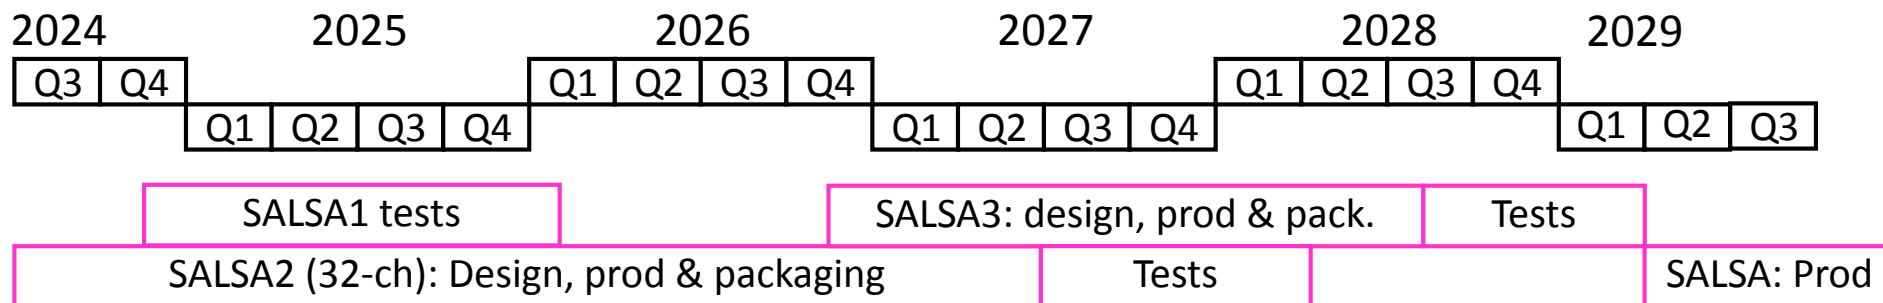 2024 2025 2026 2027 2028 2029
Q3 Q4 Q1 Q2 Q3 Q4 Q1 Q2 Q3 Q4
Q1 Q2 Q3 Q4 Q1 Q2 Q3 Q4 Q1 Q2 Q3
SALSA1 tests SALSA3: design, prod & pack. Tests
SALSA2 (32-ch): Design, prod & packaging Tests SALSA: Prod